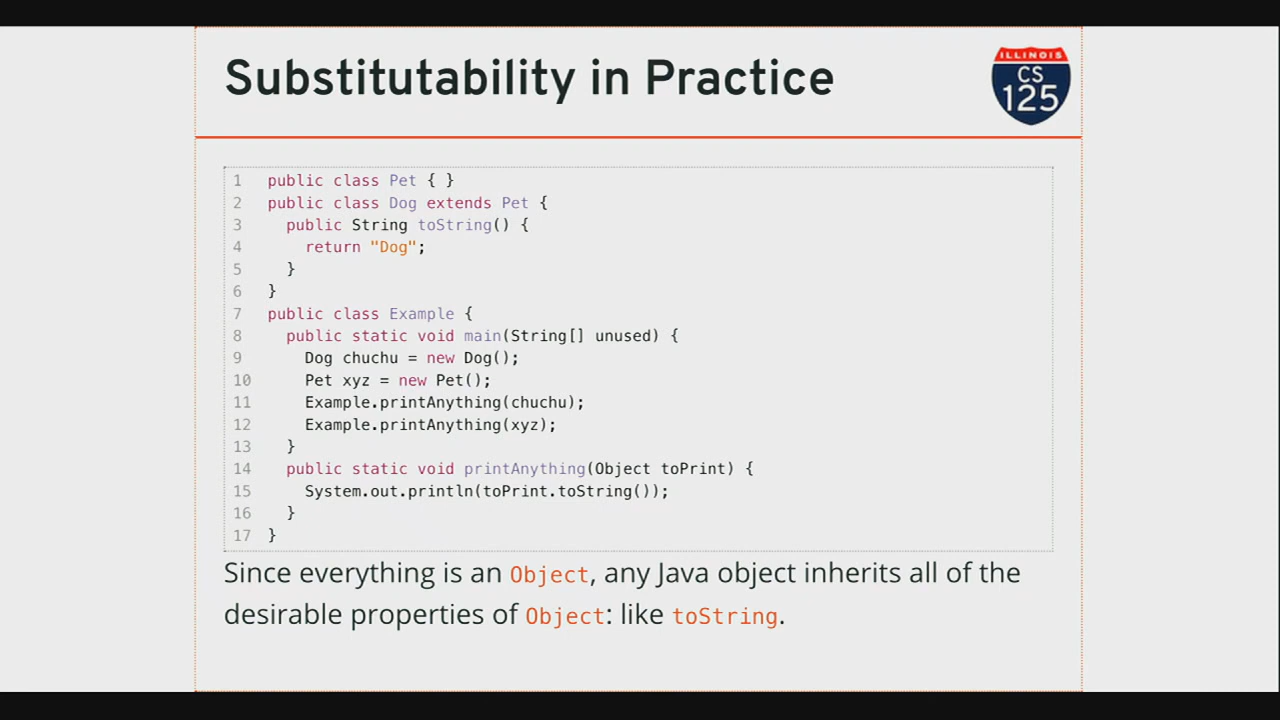 Substitutability in Practice
ILLINOIS
CS
125
1 public class Pet { }
2 public class Dog extends Pet {
3   public String toString() {
4     return "Dog";
5   }
6 }
7 public class Example {
8   public static void main(String[] unused) {
9     Dog chuchu = new Dog();
10     Pet xyz = new Pet();
11     Example.printAnything(chuchu);
12     Example.printAnything(xyz);
13   }
14   public static void printAnything(Object toPrint) {
15     System.out.println(toPrint.toString());
16   }
17 }
Since everything is an Object, any Java object inherits all of the
desirable properties of Object: like toString.